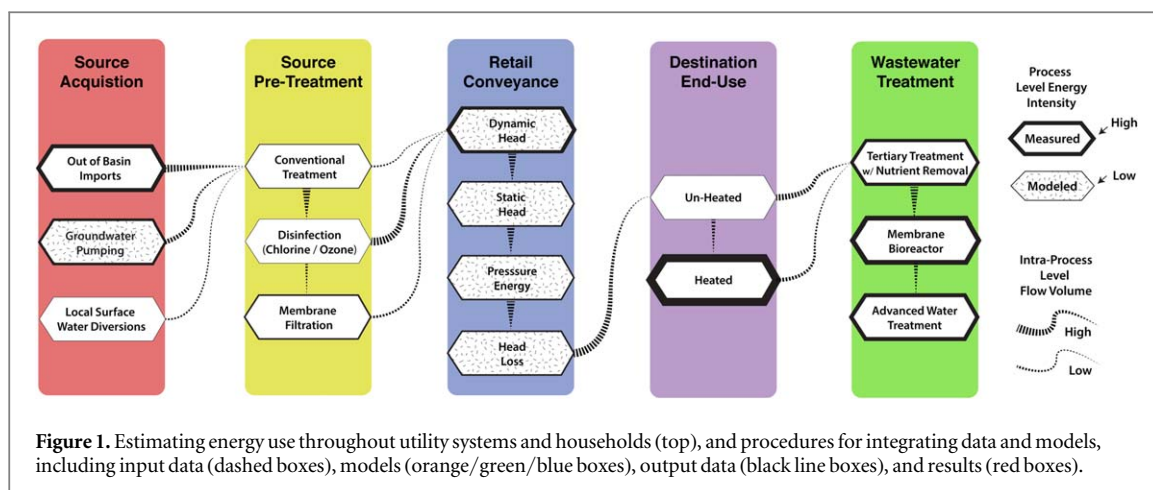 Source
Acquistion
Out of Basin
Imports
Groundwater
Pumping
Local Surface
Water Diversions
Source
Pre-Treatment
Conventional
Treatment
Disinfection
(Chlorine / Ozone)
Membrane
Filtration
Retail
Conveyance
Dynamic
Head
Static
Head
Presssure
Energy
Head
Loss
Destination
End-Use
Un-Heated
Heated
Wastewater
Treatment
Tertiary Treatment
w/ Nutrient Removal
Membrane
Bioreactor
Advanced Water
Treatment
Process
Level Energy
Intensity
High
Measured
Low
Modeled
Intra-Process
Level
Flow Volume
High
Low
Figure 1. Estimating energy use throughout utility systems and households (top), and procedures for integrating data and models,
including input data (dashed boxes), models (orange/green/blue boxes), output data (black line boxes), and results (red boxes).